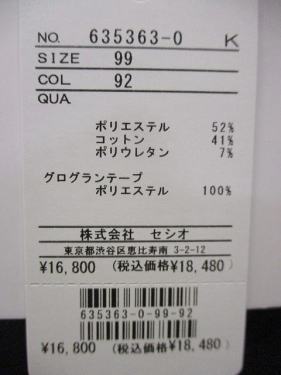 NO. 635363-0 K
SIZE 99
COL 92
QUA
ポリエステル 52%
コットン 41%
ポリウレタン 7%
グログランテープ
ポリエステル 100%
株式会社 セシオ
東京都渋谷区恵比寿南 3-2-12
¥16,800 (税込価格¥18,480)
635363-0-99-92
¥16,800 (税込価格¥18,480)